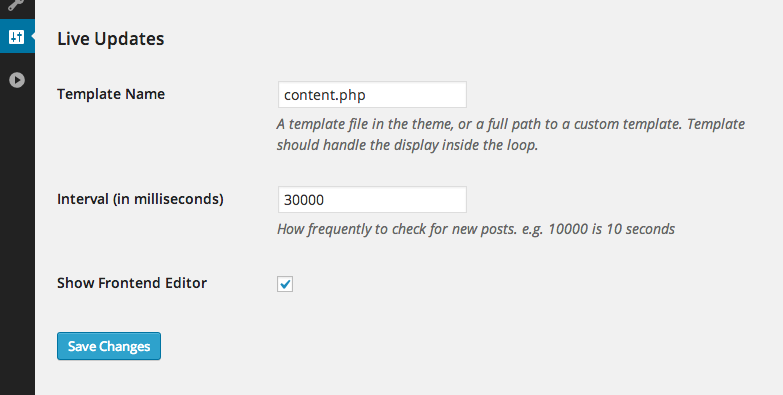 Live Updates
Template Name
content.php
A template file in the theme, or a full path to a custom template. Template
should handle the display inside the loop.
Interval (in milliseconds)
30000
How frequently to check for new posts. e.g. 10000 is 10 seconds
Show Frontend Editor
Save Changes